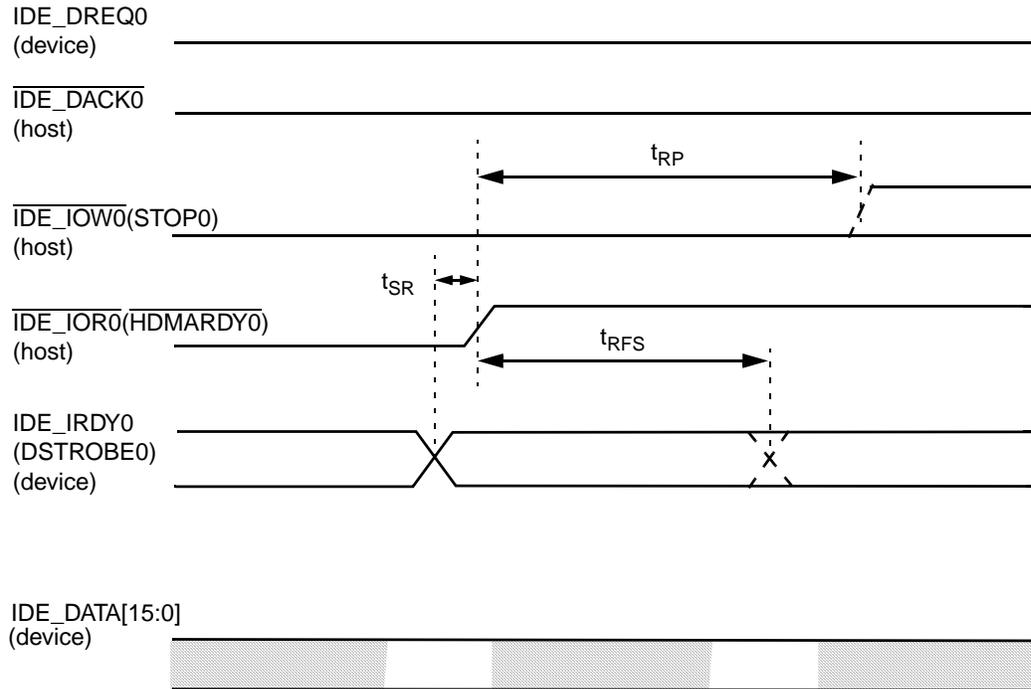 IDE_DREQ0
(device)
IDE_DACK0
(host)
tRP
IDE_IOW0(STOP0)
(host)
tSR
IDE_IOR0(HDMARDY0)
(host)
tRFS
IDE_IRDY0
(DSTROBE0)
(device)
IDE_DATA[15:0]
(device)